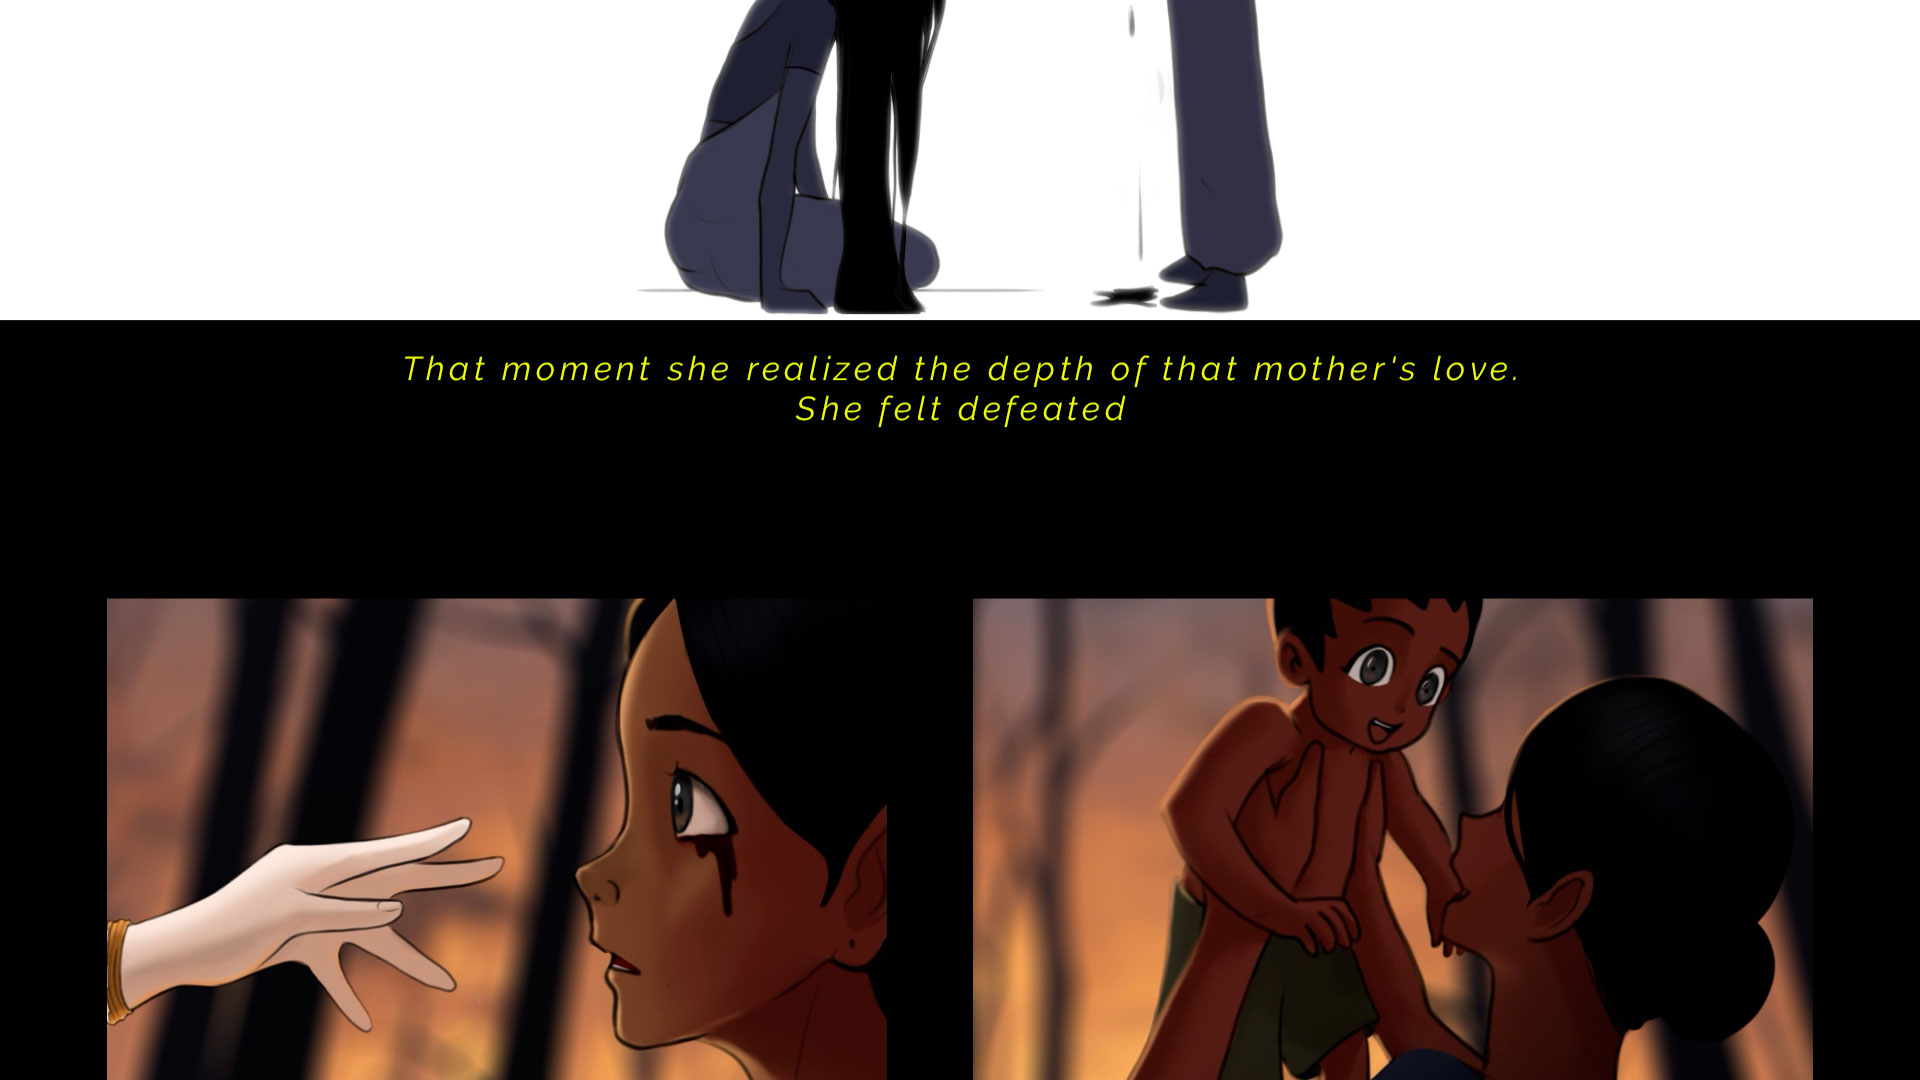 That moment she realized the depth of that mother's love.
She felt defeated